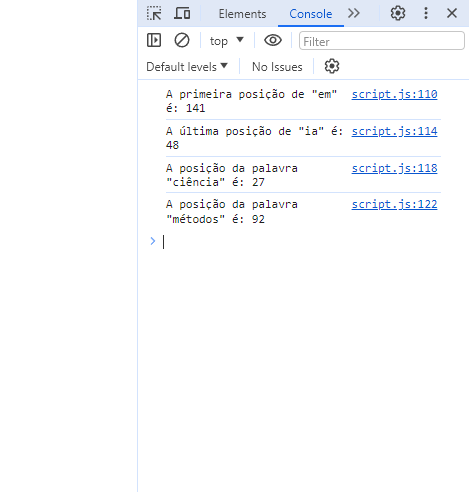 Elements Console
top Filter
Default levels No Issues
A primeira posição de "em" script.js:110
é: 141
A última posição de "ia" é: script.js:114
48
A posição da palavra script.js:118
"ciência" é: 27
A posição da palavra script.js:122
"métodos" é: 92